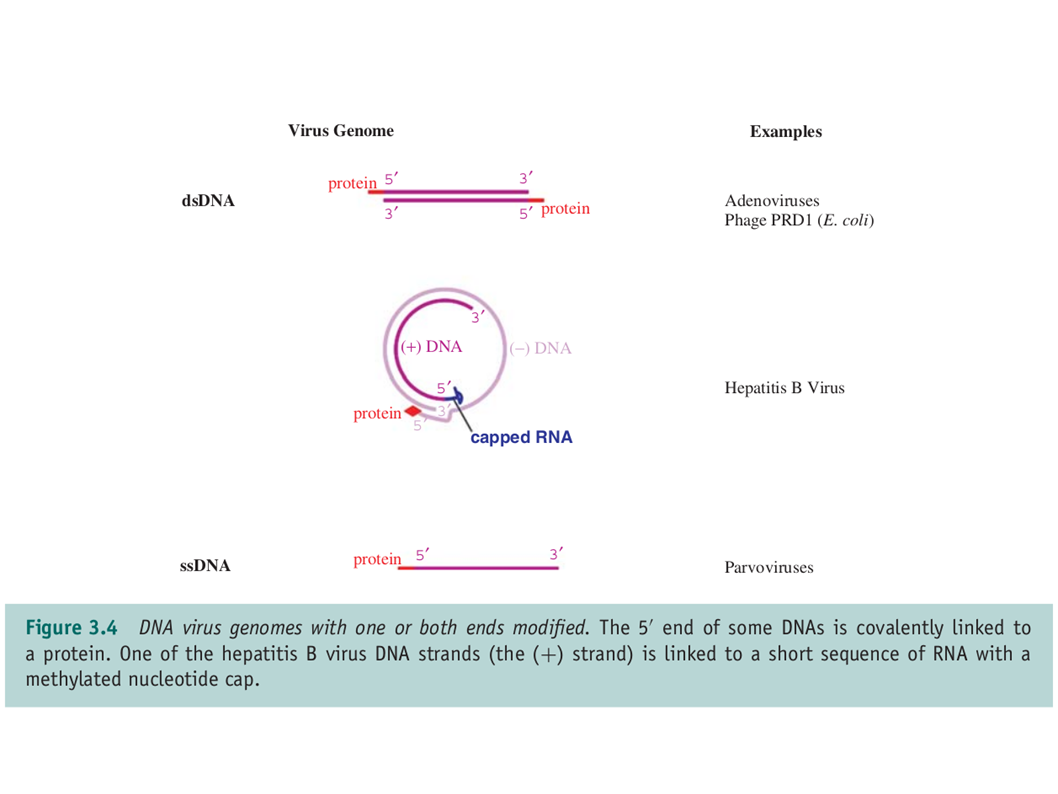 Virus Genome Examples
protein 5′ 3′
dsDNA
3′ 5′ protein
Adenoviruses
Phage PRD1 (E. coli)
3′
(+) DNA (−) DNA
5′
Hepatitis B Virus
protein 3′
5′
capped RNA
protein 5′ 3′
ssDNA
Parvoviruses
Figure 3.4 DNA virus genomes with one or both ends modified. The 5′ end of some DNAs is covalently linked to
a protein. One of the hepatitis B virus DNA strands (the (+) strand) is linked to a short sequence of RNA with a
methylated nucleotide cap.